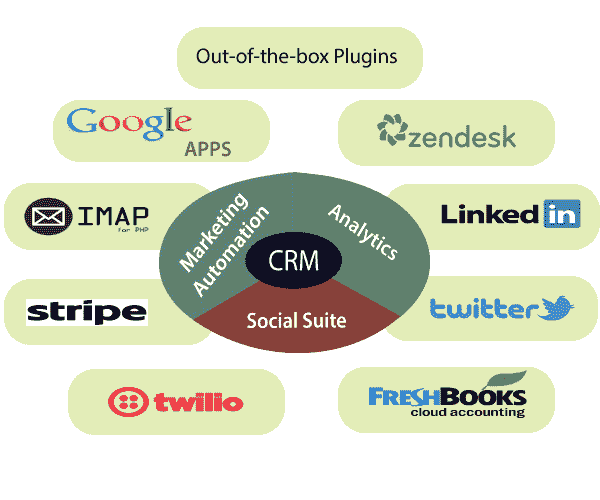 Out-of-the-box Plugins
Google
APPS
zendesk
IMAP
for PHP
Linked in
Marketing
Automation
Analytics
CRM
Social Suite
stripe
twitter
twilio
FRESHBOOKS
cloud accounting